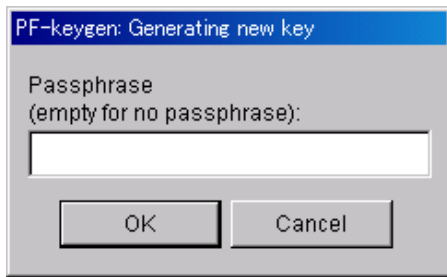 PF-keygen: Generating new key
Passphrase
(empty for no passphrase):
OK
Cancel